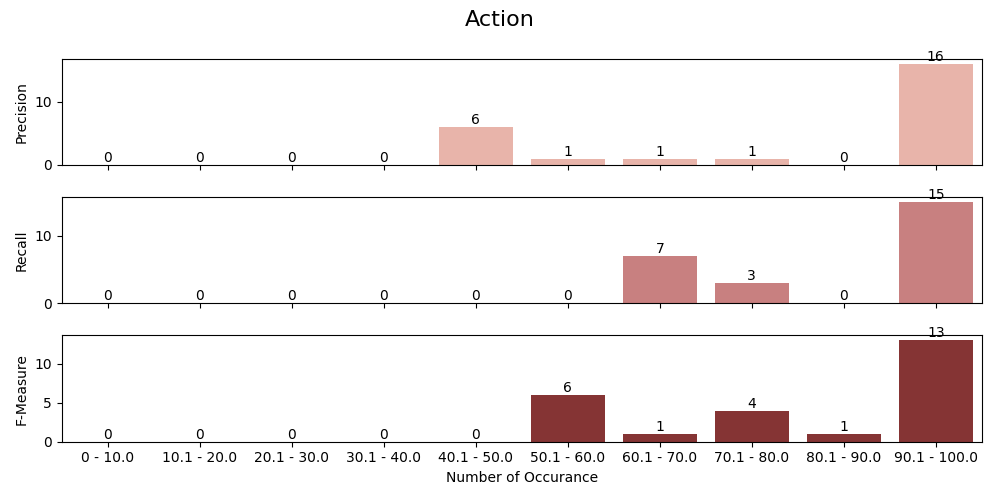 Action
Precision
10
0
0 0 0 0 6 1 1 1 0 16
Recall
10
0
0 0 0 0 0 0 7 3 0 15
F-Measure
10
5
0
0 0 0 0 0 6 1 4 1 13
0 - 10.0 10.1 - 20.0 20.1 - 30.0 30.1 - 40.0 40.1 - 50.0 50.1 - 60.0 60.1 - 70.0 70.1 - 80.0 80.1 - 90.0 90.1 - 100.0
Number of Occurance